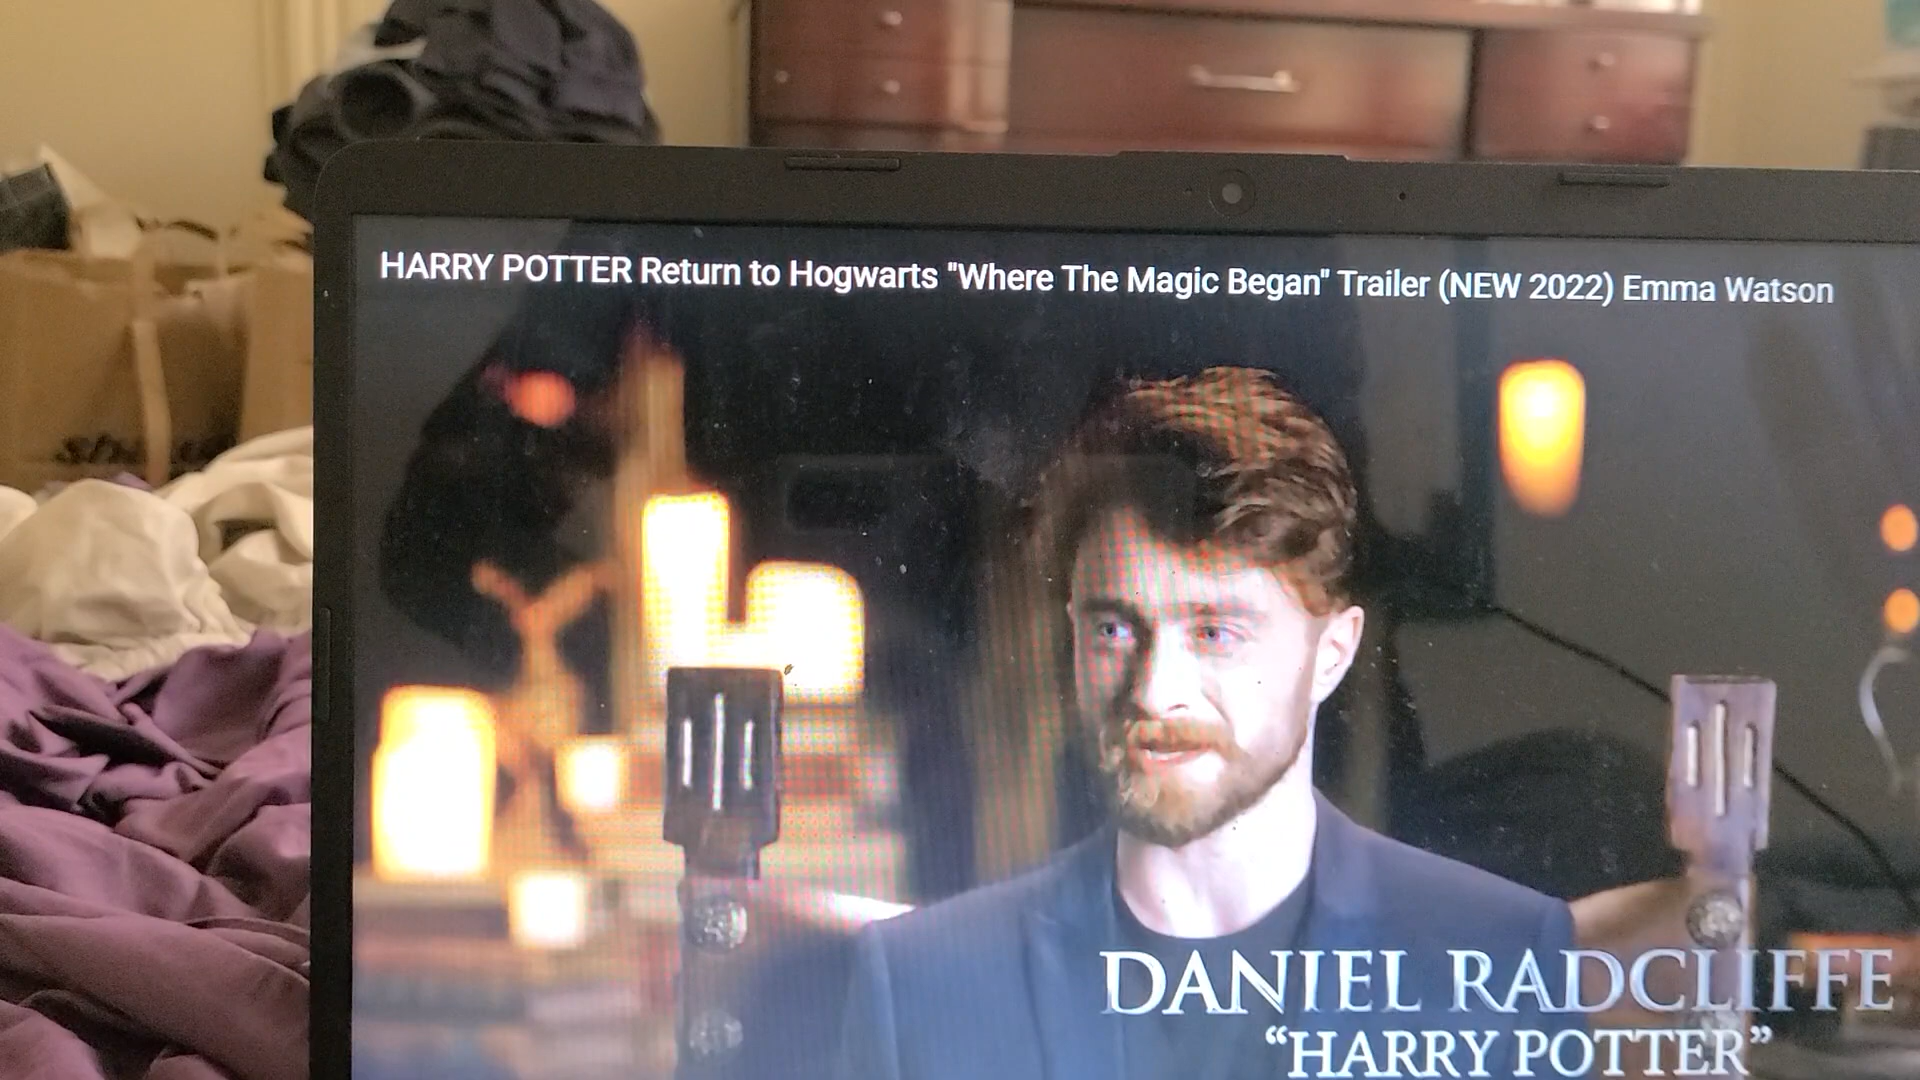 HARRY POTTER Return to Hogwarts "Where The Magic Began" Trailer (NEW 2022) Emma Watson
DANIEL RADCLIFFE
“HARRY POTTER”